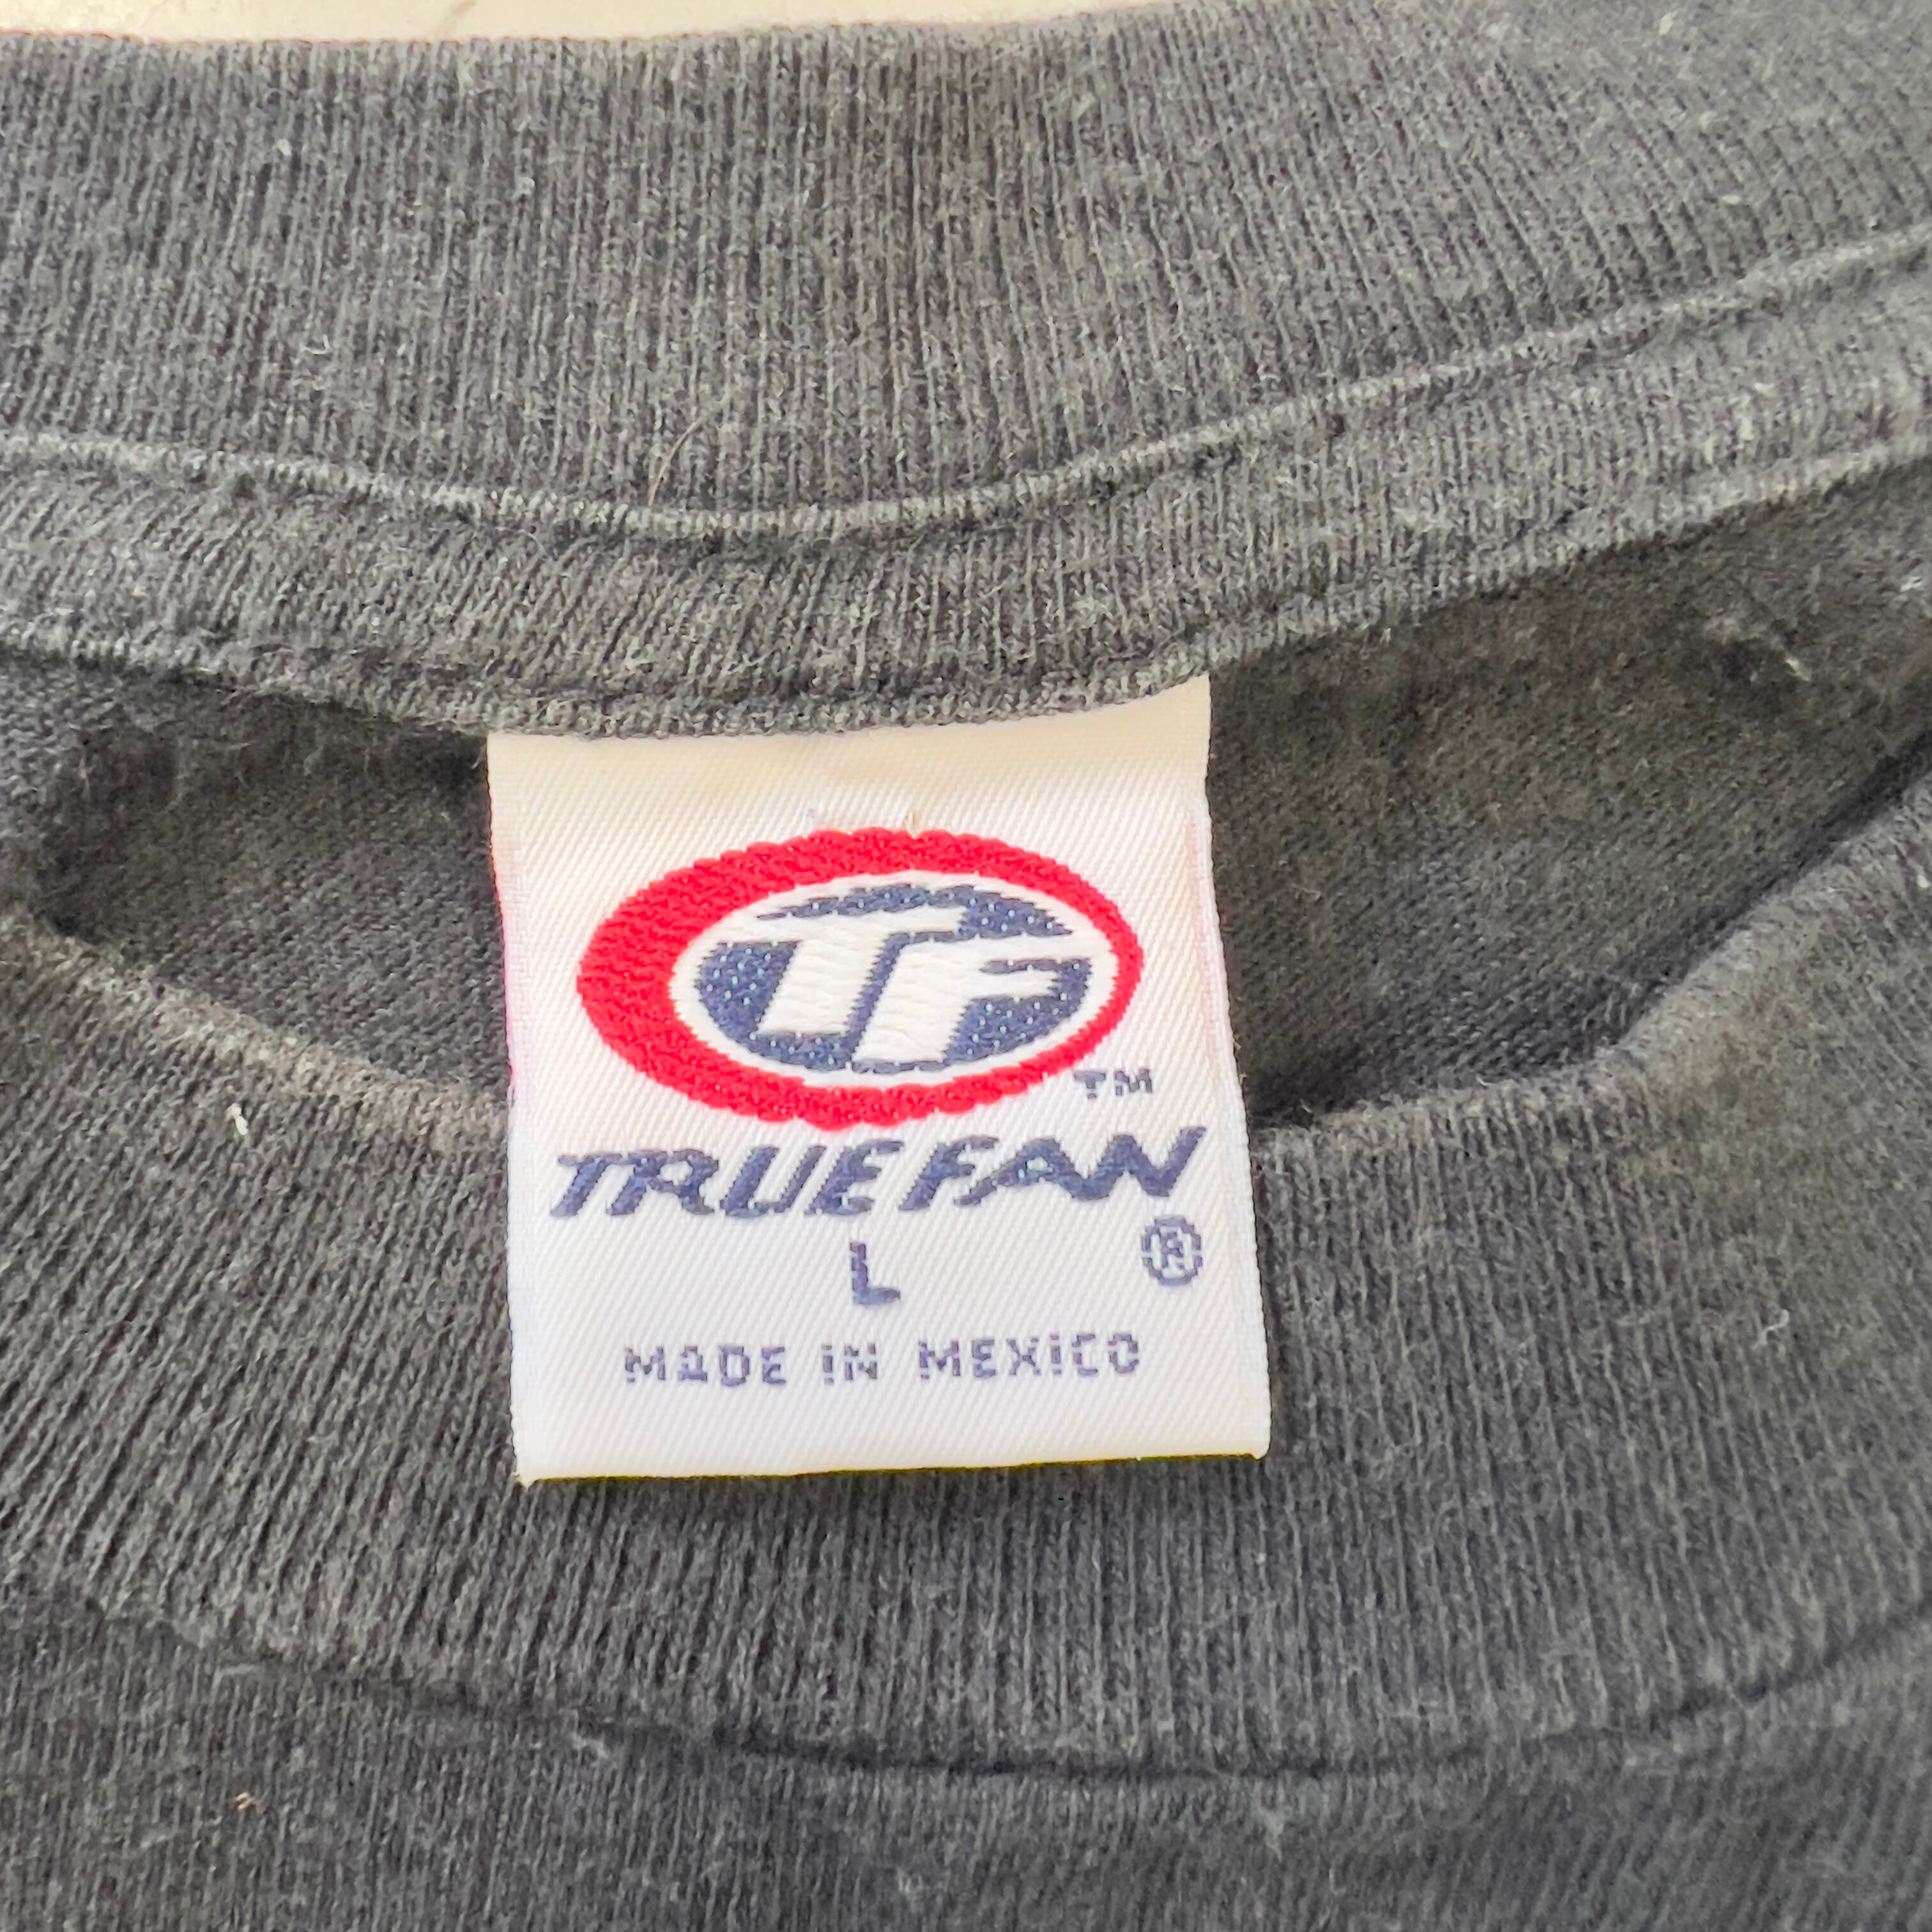 TF
TM
TRUE FAN
L ®
MADE IN MEXICO